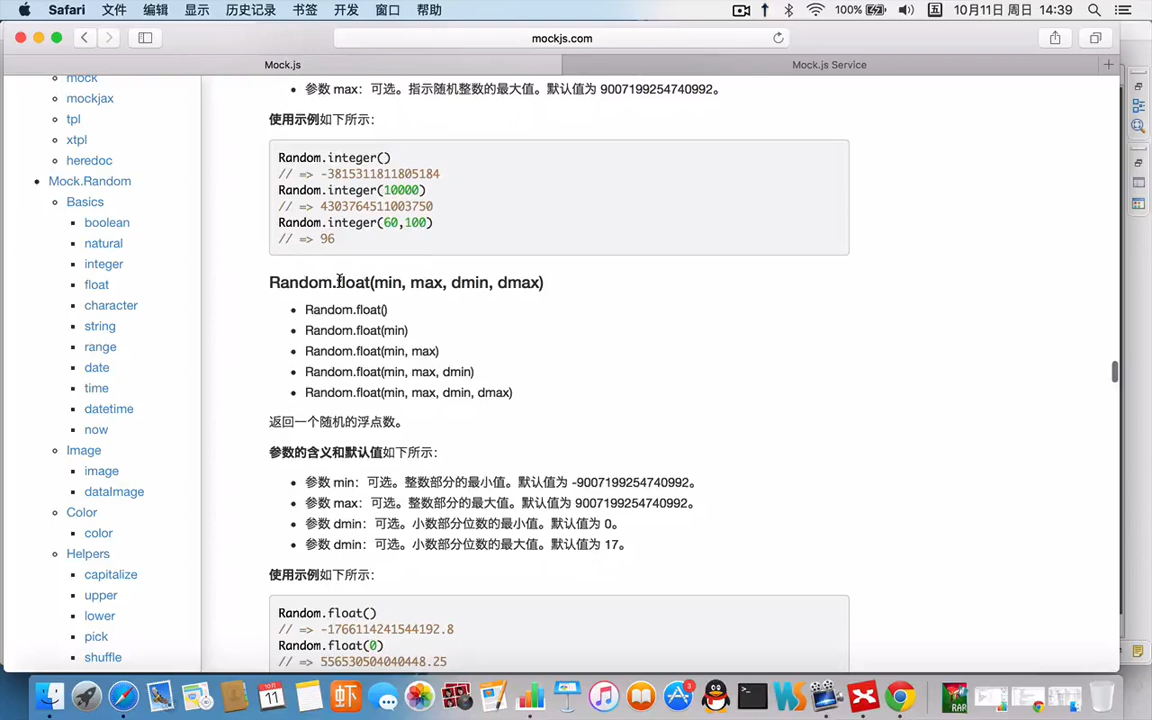 Safari 文件 编辑 显示 历史记录 书签 开发 窗口 帮助 100% 五 10月11日 周日 14:39
mockjs.com
Mock.js Mock.js Service
mock
mockjax
tpl
xtpl
heredoc
Mock.Random
Basics
boolean
natural
integer
float
character
string
range
date
time
datetime
now
Image
image
dataImage
Color
color
Helpers
capitalize
upper
lower
pick
shuffle
参数 max：可选。指示随机整数的最大值。默认值为 9007199254740992。
使用示例如下所示：
Random.integer()
// => -3815311811805184
Random.integer(10000)
// => 4303764511003750
Random.integer(60,100)
// => 96
Random.float(min, max, dmin, dmax)
Random.float()
Random.float(min)
Random.float(min, max)
Random.float(min, max, dmin)
Random.float(min, max, dmin, dmax)
返回一个随机的浮点数。
参数的含义和默认值如下所示：
参数 min：可选。整数部分的最小值。默认值为 -9007199254740992。
参数 max：可选。整数部分的最大值。默认值为 9007199254740992。
参数 dmin：可选。小数部分位数的最小值。默认值为 0。
参数 dmin：可选。小数部分位数的最大值。默认值为 17。
使用示例如下所示：
Random.float()
// => -1766114241544192.8
Random.float(0)
// => 556530504040448.25
虾
RAP